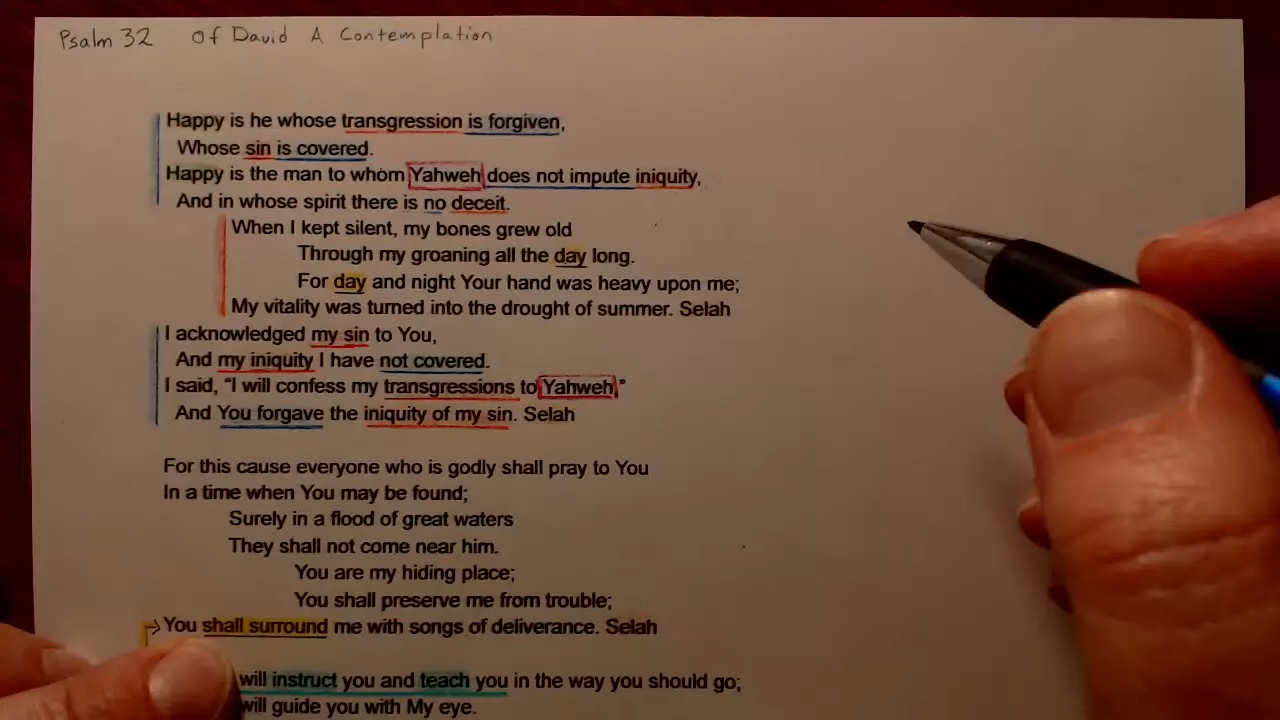 Psalm 32 Of David A Contemplation
Happy is he whose transgression is forgiven,
Whose sin is covered.
Happy is the man to whom Yahweh does not impute iniquity,
And in whose spirit there is no deceit.
When I kept silent, my bones grew old
Through my groaning all the day long.
For day and night Your hand was heavy upon me;
My vitality was turned into the drought of summer. Selah
I acknowledged my sin to You,
And my iniquity I have not covered.
I said, “I will confess my transgressions to Yahweh,”
And You forgave the iniquity of my sin. Selah
For this cause everyone who is godly shall pray to You
In a time when You may be found;
Surely in a flood of great waters
They shall not come near him.
You are my hiding place;
You shall preserve me from trouble;
You shall surround me with songs of deliverance. Selah
will instruct you and teach you in the way you should go;
will guide you with My eye.